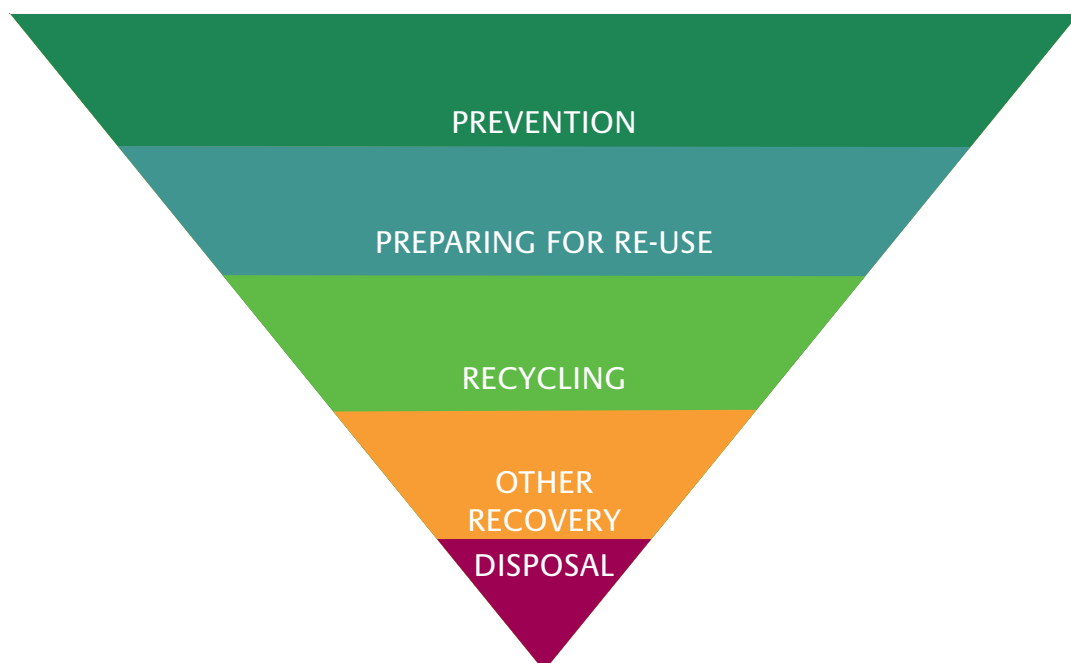 PREVENTION
PREPARING FOR RE-USE
RECYCLING
OTHER
RECOVERY
DISPOSAL